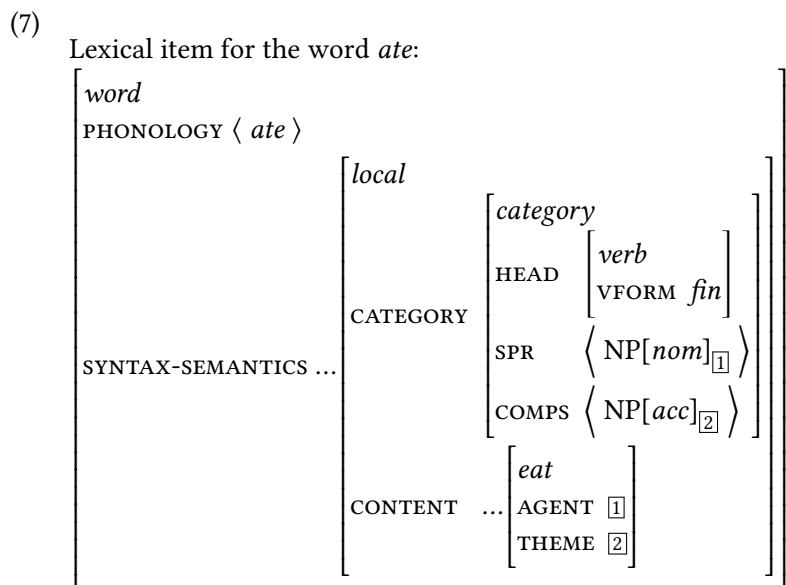 (7)
Lexical item for the word ate:
word
PHONOLOGY ⟨ ate ⟩
local
category
verb
HEAD
VFORM fin
CATEGORY
SPR ⟨ NP[nom]1 ⟩
SYNTAX-SEMANTICS ...
COMPS ⟨ NP[acc]2 ⟩
eat
CONTENT ... AGENT 1
THEME 2